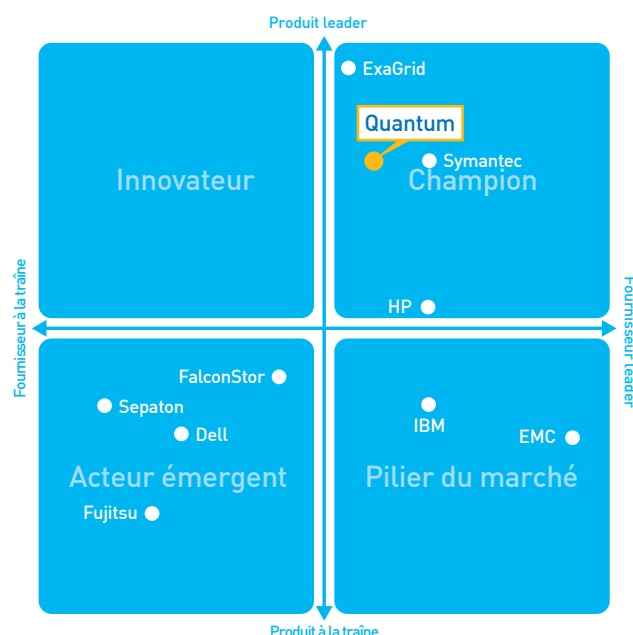 Produit leader
ExaGrid
Quantum
Symantec
Innovateur
Champion
HP
Fournisseur à la traîne
Fournisseur leader
FalconStor
Sepaton
Dell
IBM
EMC
Acteur émergent
Pilier du marché
Fujitsu
Produit à la traîne